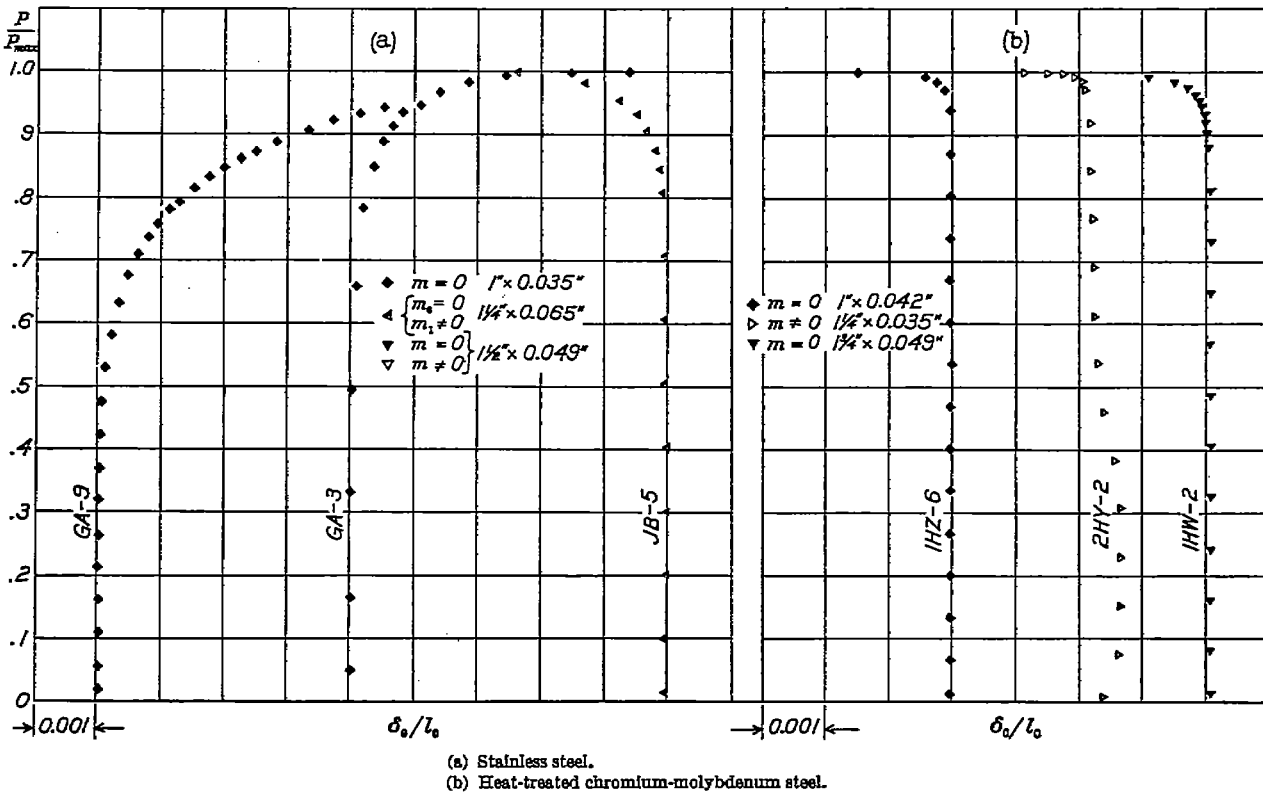 P
Pmax
(a)
(b)
1.0
.9
.8
.7
.6
.5
.4
.3
.2
.1
0
◆ m = 0 1" × 0.035"
◀ { m₀ = 0 m₁ ≠ 0 1¼" × 0.065"
▼ m = 0 } 1½" × 0.049"
▽ m ≠ 0
◆ m = 0 1" × 0.042"
▷ m ≠ 0 1¼" × 0.035"
▼ m = 0 1¾" × 0.049"
GA-9
GA-3
JB-5
1HZ-6
2HY-2
1HW-2
0.001
δ₀/l₀
0.001
δ₀/l₀
(a) Stainless steel.
(b) Heat-treated chromium-molybdenum steel.